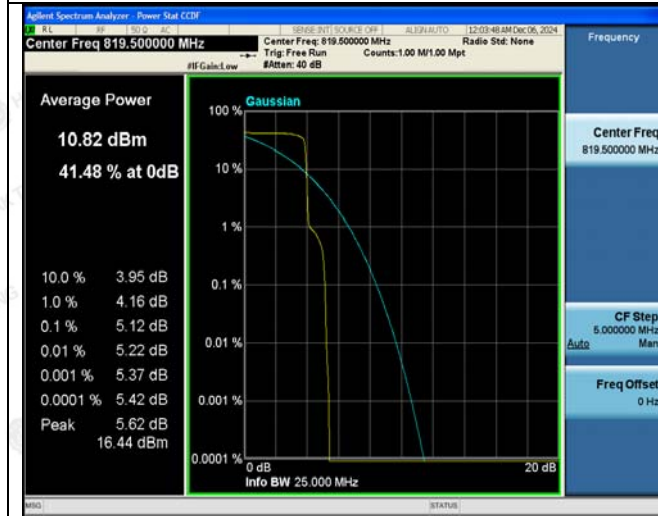 Agilent Spectrum Analyzer - Power Stat CCDF
RL RF 50 Ω AC SENSE:INT SOURCE OFF ALIGN AUTO 12:03:48 AM Dec 06, 2024
Center Freq 819.500000 MHz
Center Freq: 819.500000 MHz Radio Std: None
Trig: Free Run Counts:1.00 M/1.00 Mpt
#IFGain:Low #Atten: 40 dB
Frequency
Average Power
10.82 dBm
41.48 % at 0dB
10.0 % 3.95 dB
1.0 % 4.16 dB
0.1 % 5.12 dB
0.01 % 5.22 dB
0.001 % 5.37 dB
0.0001 % 5.42 dB
Peak 5.62 dB
16.44 dBm
Gaussian
100 %
10 %
1 %
0.1 %
0.01 %
0.001 %
0.0001 %
0 dB 20 dB
Info BW 25.000 MHz
Center Freq
819.500000 MHz
CF Step
5.000000 MHz
Auto Man
Freq Offset
0 Hz
MSG STATUS